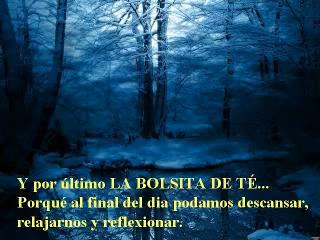 Y por último LA BOLSITA DE TÉ...
Porqué al final del dia podamos descansar,
relajarnos y reflexionar.